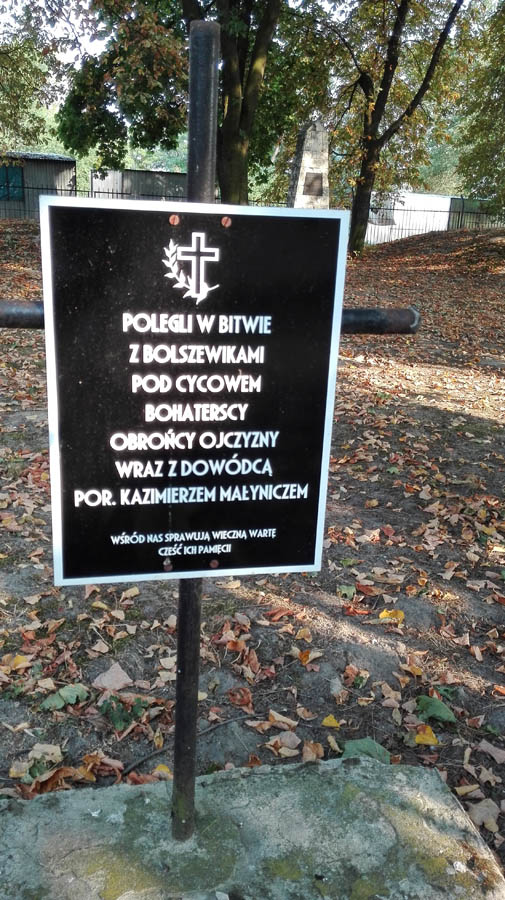 POLEGLI W BITWIE
Z BOLSZEWIKAMI
POD CYCOWEM
BOHATERSCY
OBROŃCY OJCZYZNY
WRAZ Z DOWÓDCĄ
POR. KAZIMIERZEM MAŁYNICZEM
WŚRÓD NAS SPRAWUJĄ WIECZNĄ WARTĘ
CZEŚĆ ICH PAMIĘCI